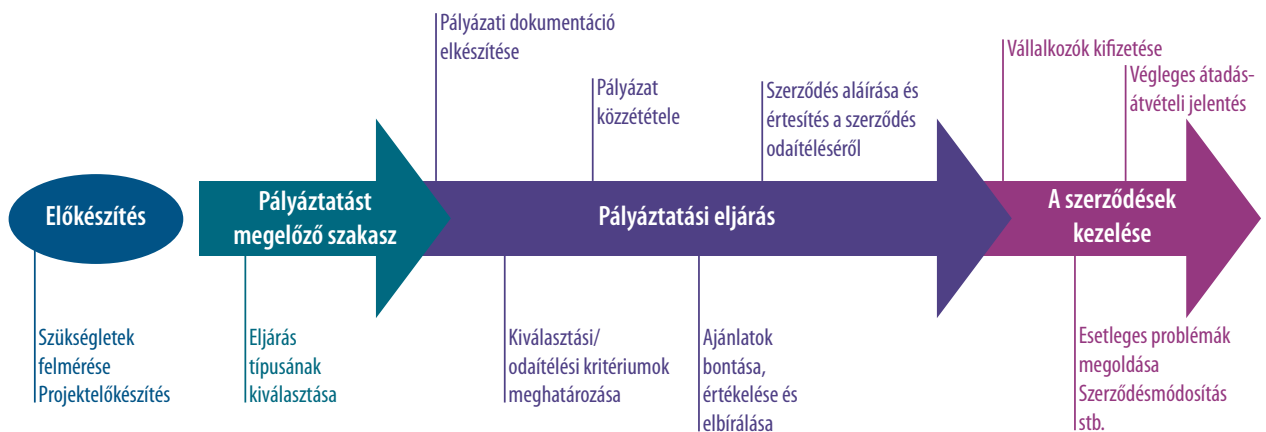 Pályázati dokumentáció
elkészítése
Pályázat
közzététele
Szerződés aláírása és
értesítés a szerződés
odaítéléséről
Vállalkozók kifizetése
Végleges átadás-
átvételi jelentés
Előkészítés
Pályáztatást
megelőző szakasz
Pályáztatási eljárás
A szerződések
kezelése
Szükségletek
felmérése
Projektelőkészítés
Eljárás
típusának
kiválasztása
Kiválasztási/
odaítélési kritériumok
meghatározása
Ajánlatok
bontása,
értékelése és
elbírálása
Esetleges problémák
megoldása
Szerződésmódosítás
stb.